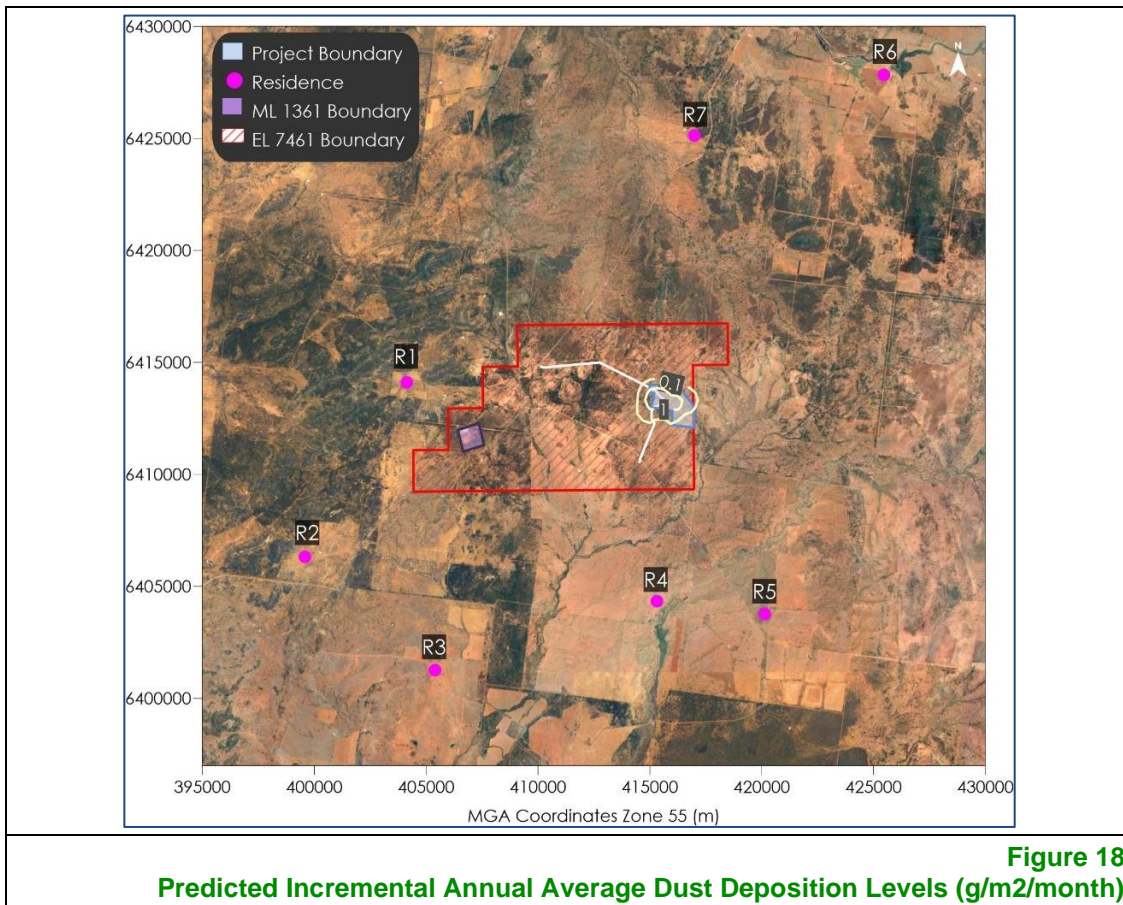 6430000
Project Boundary
Residence
ML 1361 Boundary
EL 7461 Boundary
N
R6
R7
6425000
6420000
6415000
R1
0.1
1
6410000
R2
6405000
R4
R5
R3
6400000
395000 400000 405000 410000 415000 420000 425000 430000
MGA Coordinates Zone 55 (m)
Figure 18
Predicted Incremental Annual Average Dust Deposition Levels (g/m2/month)